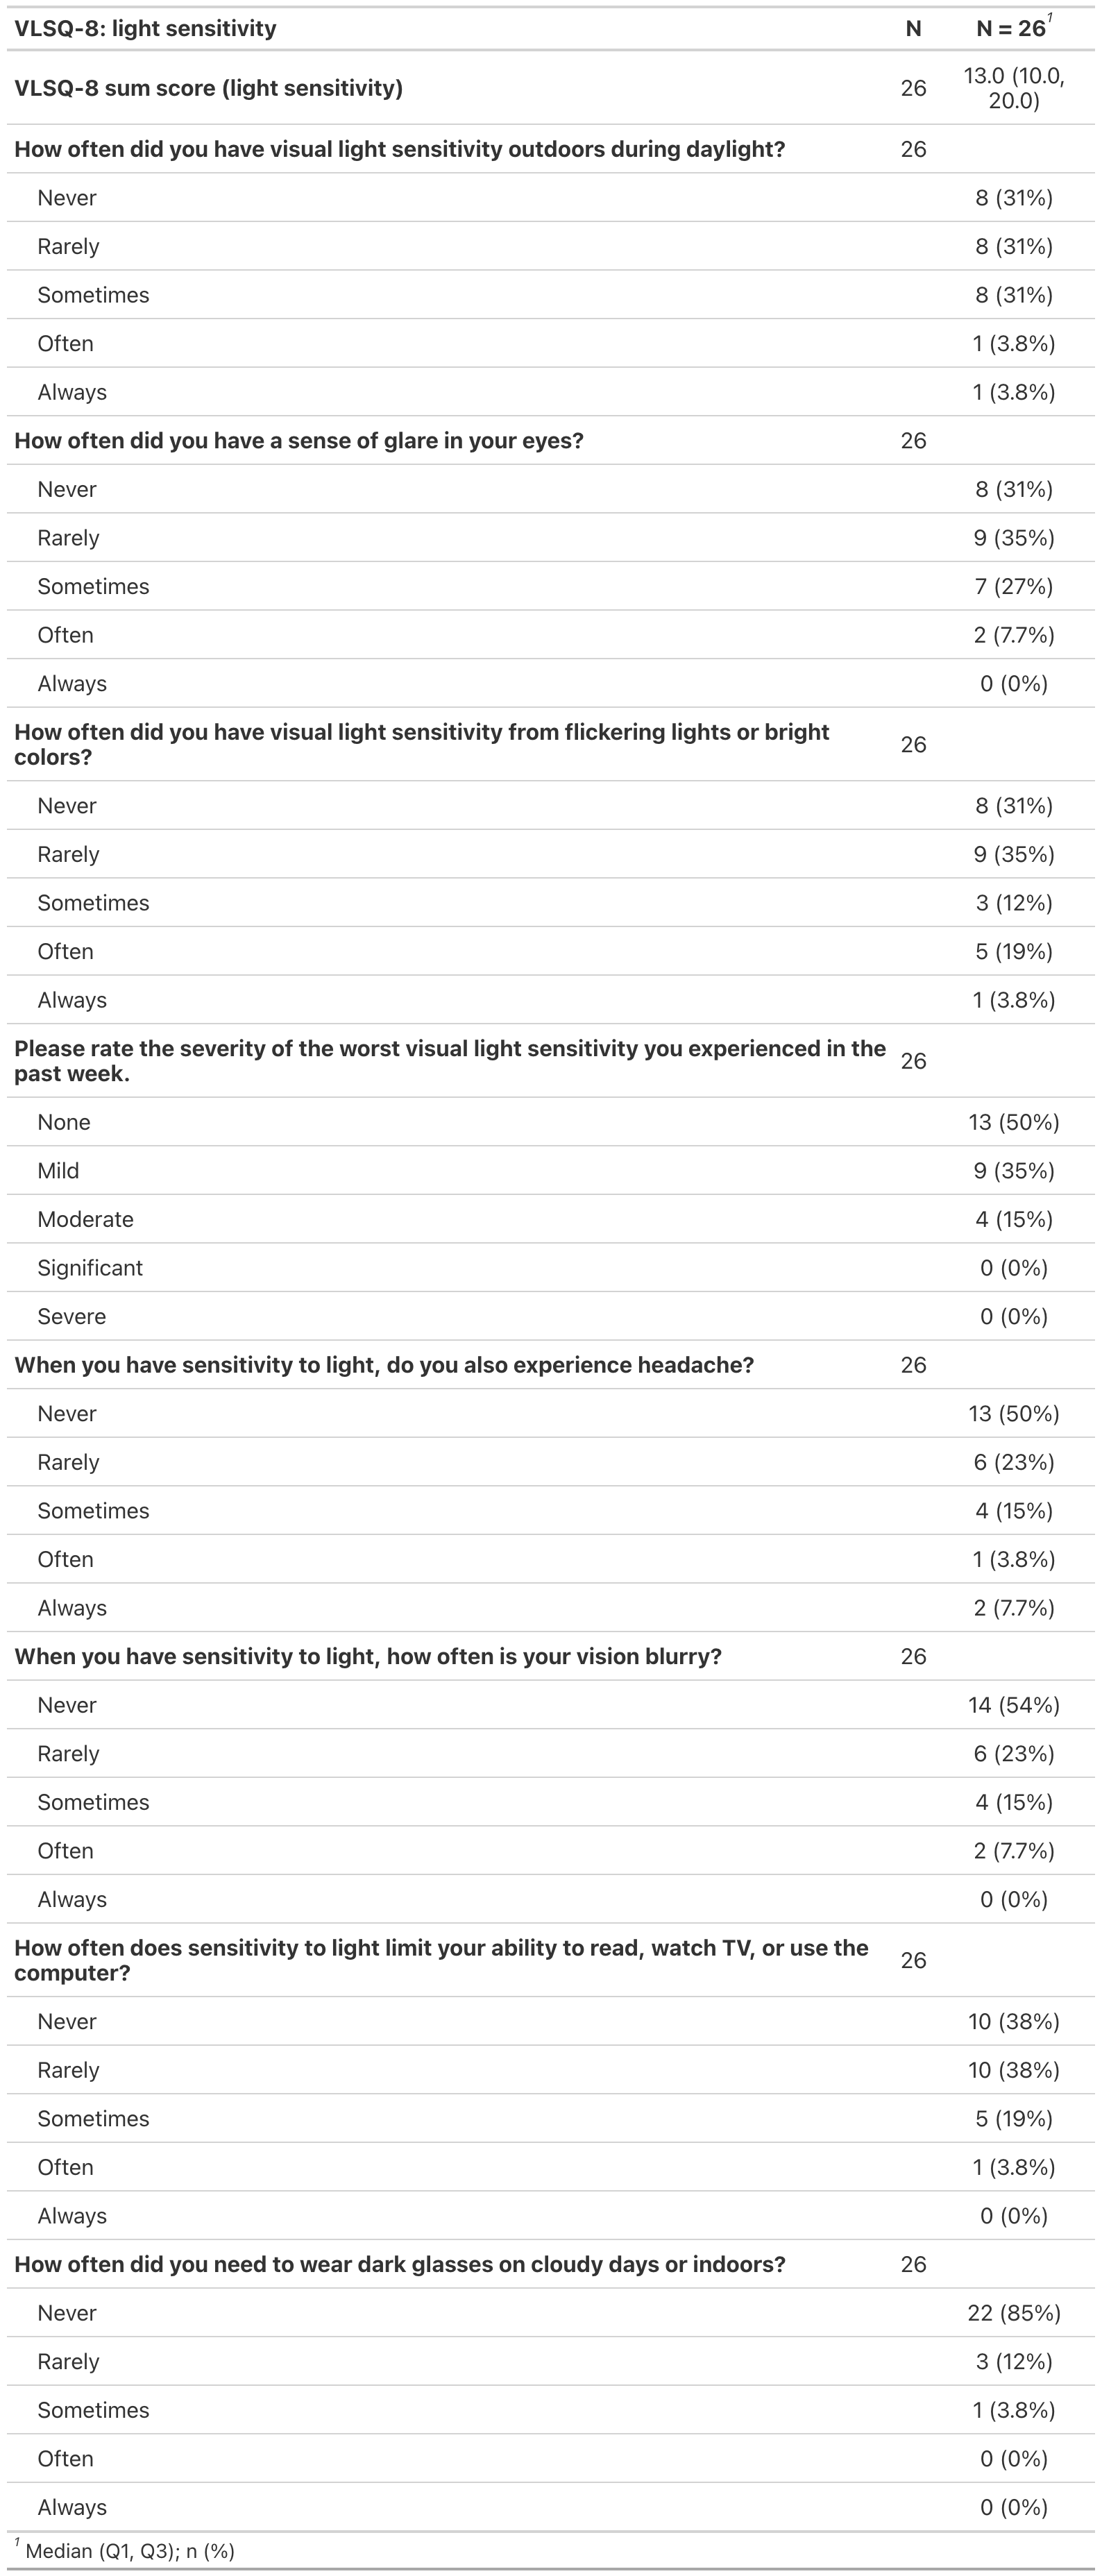 VLSQ-8: light sensitivity N N = 26¹
VLSQ-8 sum score (light sensitivity) 26 13.0 (10.0,
20.0)
How often did you have visual light sensitivity outdoors during daylight? 26
Never 8 (31%)
Rarely 8 (31%)
Sometimes 8 (31%)
Often 1 (3.8%)
Always 1 (3.8%)
How often did you have a sense of glare in your eyes? 26
Never 8 (31%)
Rarely 9 (35%)
Sometimes 7 (27%)
Often 2 (7.7%)
Always 0 (0%)
How often did you have visual light sensitivity from flickering lights or bright
colors? 26
Never 8 (31%)
Rarely 9 (35%)
Sometimes 3 (12%)
Often 5 (19%)
Always 1 (3.8%)
Please rate the severity of the worst visual light sensitivity you experienced in the
past week. 26
None 13 (50%)
Mild 9 (35%)
Moderate 4 (15%)
Significant 0 (0%)
Severe 0 (0%)
When you have sensitivity to light, do you also experience headache? 26
Never 13 (50%)
Rarely 6 (23%)
Sometimes 4 (15%)
Often 1 (3.8%)
Always 2 (7.7%)
When you have sensitivity to light, how often is your vision blurry? 26
Never 14 (54%)
Rarely 6 (23%)
Sometimes 4 (15%)
Often 2 (7.7%)
Always 0 (0%)
How often does sensitivity to light limit your ability to read, watch TV, or use the
computer? 26
Never 10 (38%)
Rarely 10 (38%)
Sometimes 5 (19%)
Often 1 (3.8%)
Always 0 (0%)
How often did you need to wear dark glasses on cloudy days or indoors? 26
Never 22 (85%)
Rarely 3 (12%)
Sometimes 1 (3.8%)
Often 0 (0%)
Always 0 (0%)
¹ Median (Q1, Q3); n (%)